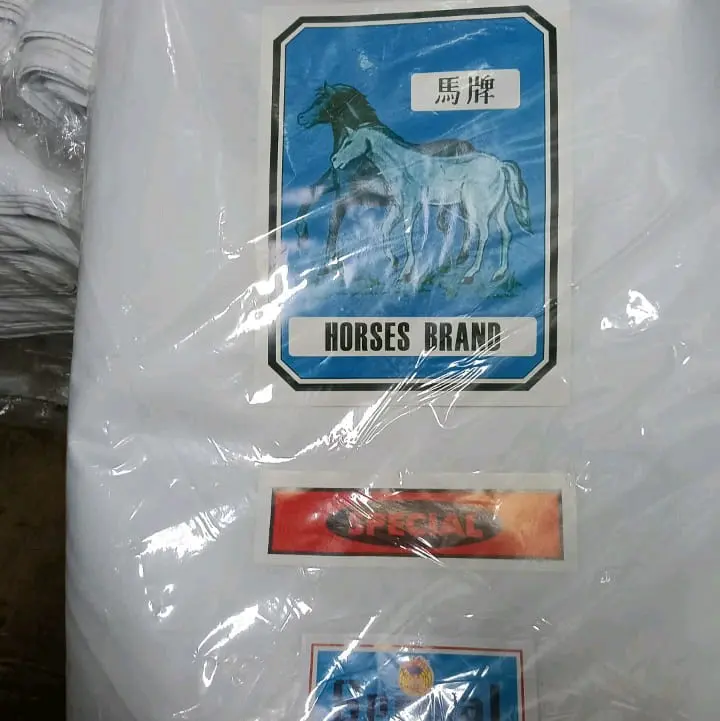 馬牌
HORSES BRAND
SPECIAL